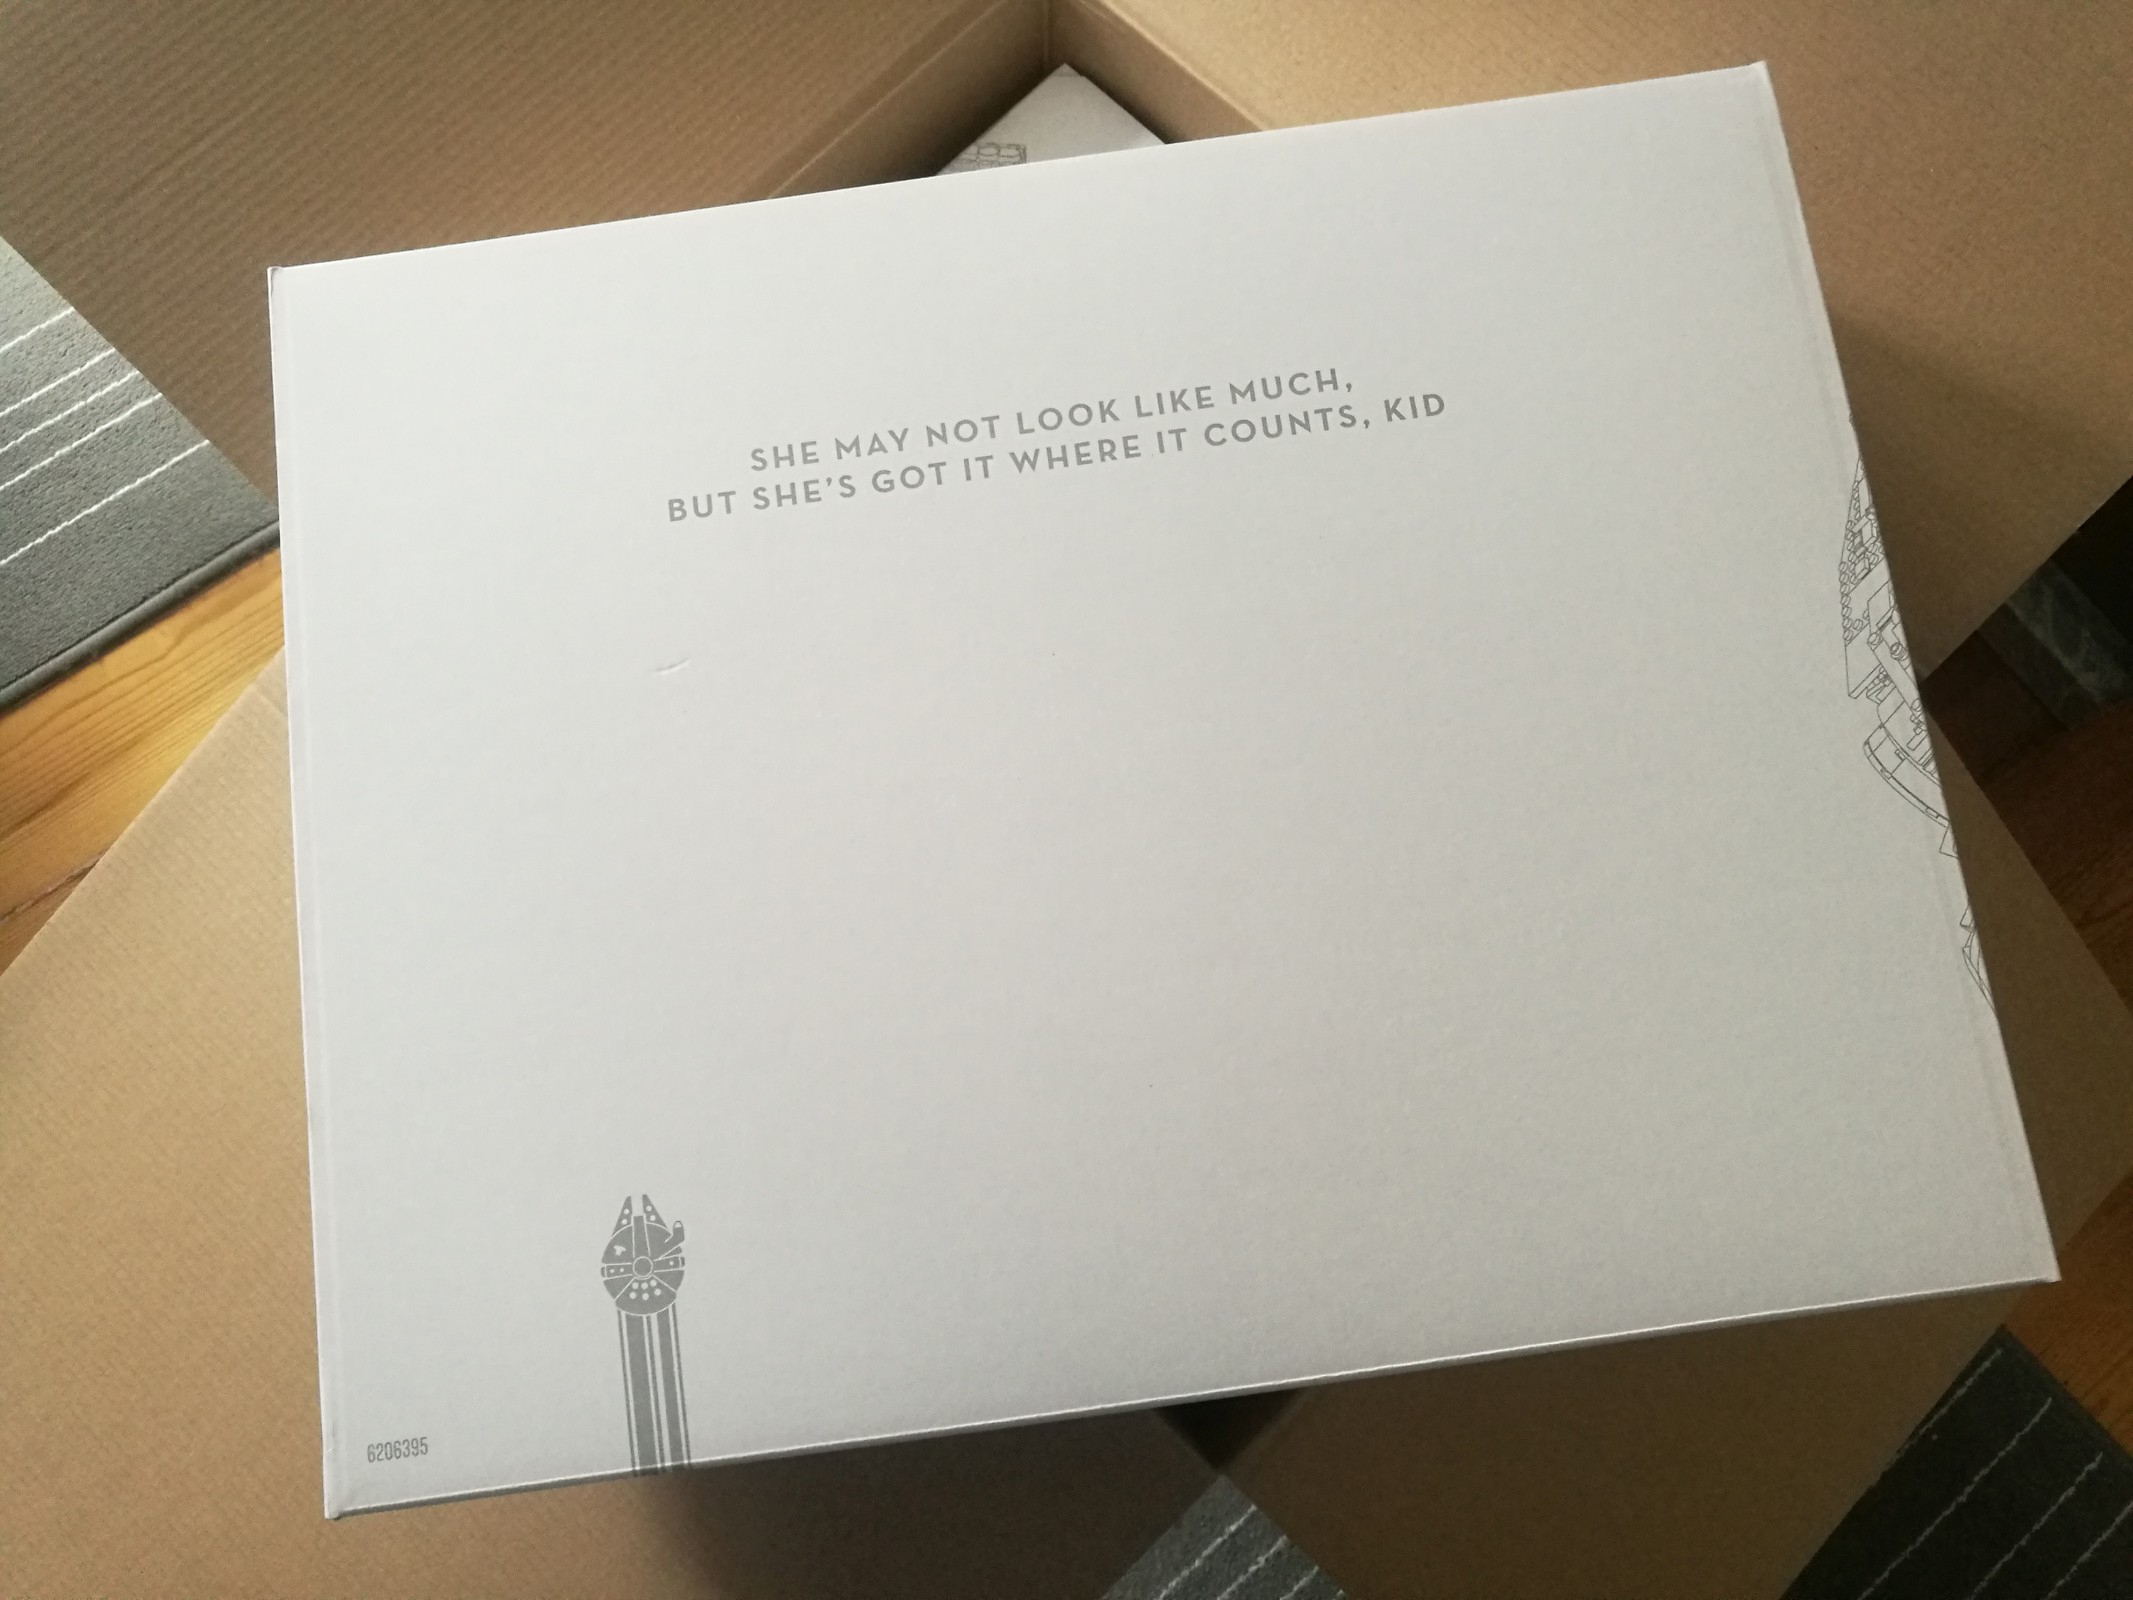 SHE MAY NOT LOOK LIKE MUCH,
BUT SHE'S GOT IT WHERE IT COUNTS, KID
6206395